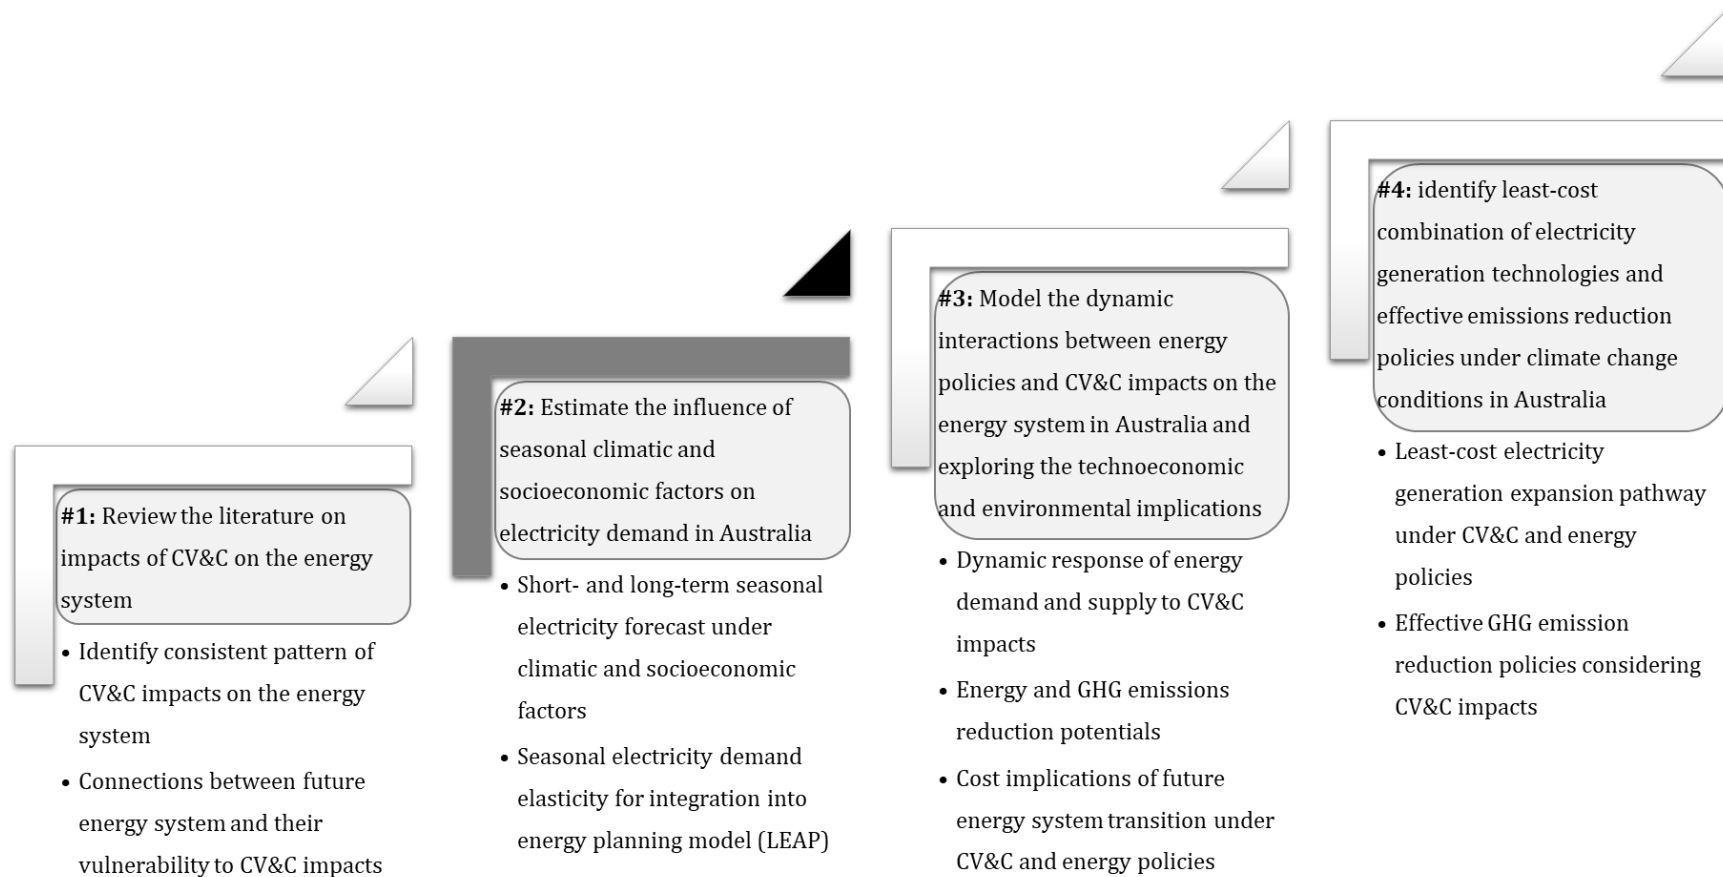 #1: Review the literature on
impacts of CV&C on the energy
system
• Identify consistent pattern of
CV&C impacts on the energy
system
• Connections between future
energy system and their
vulnerability to CV&C impacts
#2: Estimate the influence of
seasonal climatic and
socioeconomic factors on
electricity demand in Australia
• Short- and long-term seasonal
electricity forecast under
climatic and socioeconomic
factors
• Seasonal electricity demand
elasticity for integration into
energy planning model (LEAP)
#3: Model the dynamic
interactions between energy
policies and CV&C impacts on the
energy system in Australia and
exploring the technoeconomic
and environmental implications
• Dynamic response of energy
demand and supply to CV&C
impacts
• Energy and GHG emissions
reduction potentials
• Cost implications of future
energy system transition under
CV&C and energy policies
#4: identify least-cost
combination of electricity
generation technologies and
effective emissions reduction
policies under climate change
conditions in Australia
• Least-cost electricity
generation expansion pathway
under CV&C and energy
policies
• Effective GHG emission
reduction policies considering
CV&C impacts